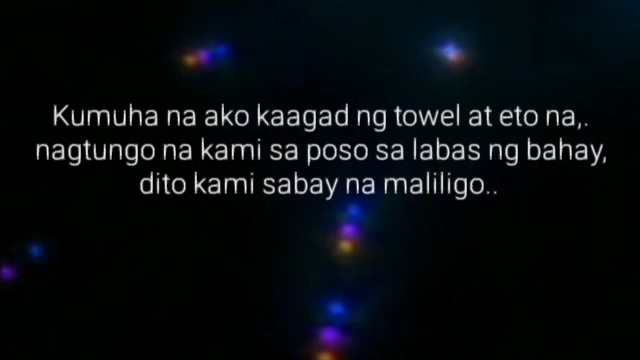 Kumuha na ako kaagad ng towel at eto na,.
nagtungo na kami sa poso sa labas ng bahay,
dito kami sabay na maliligo..